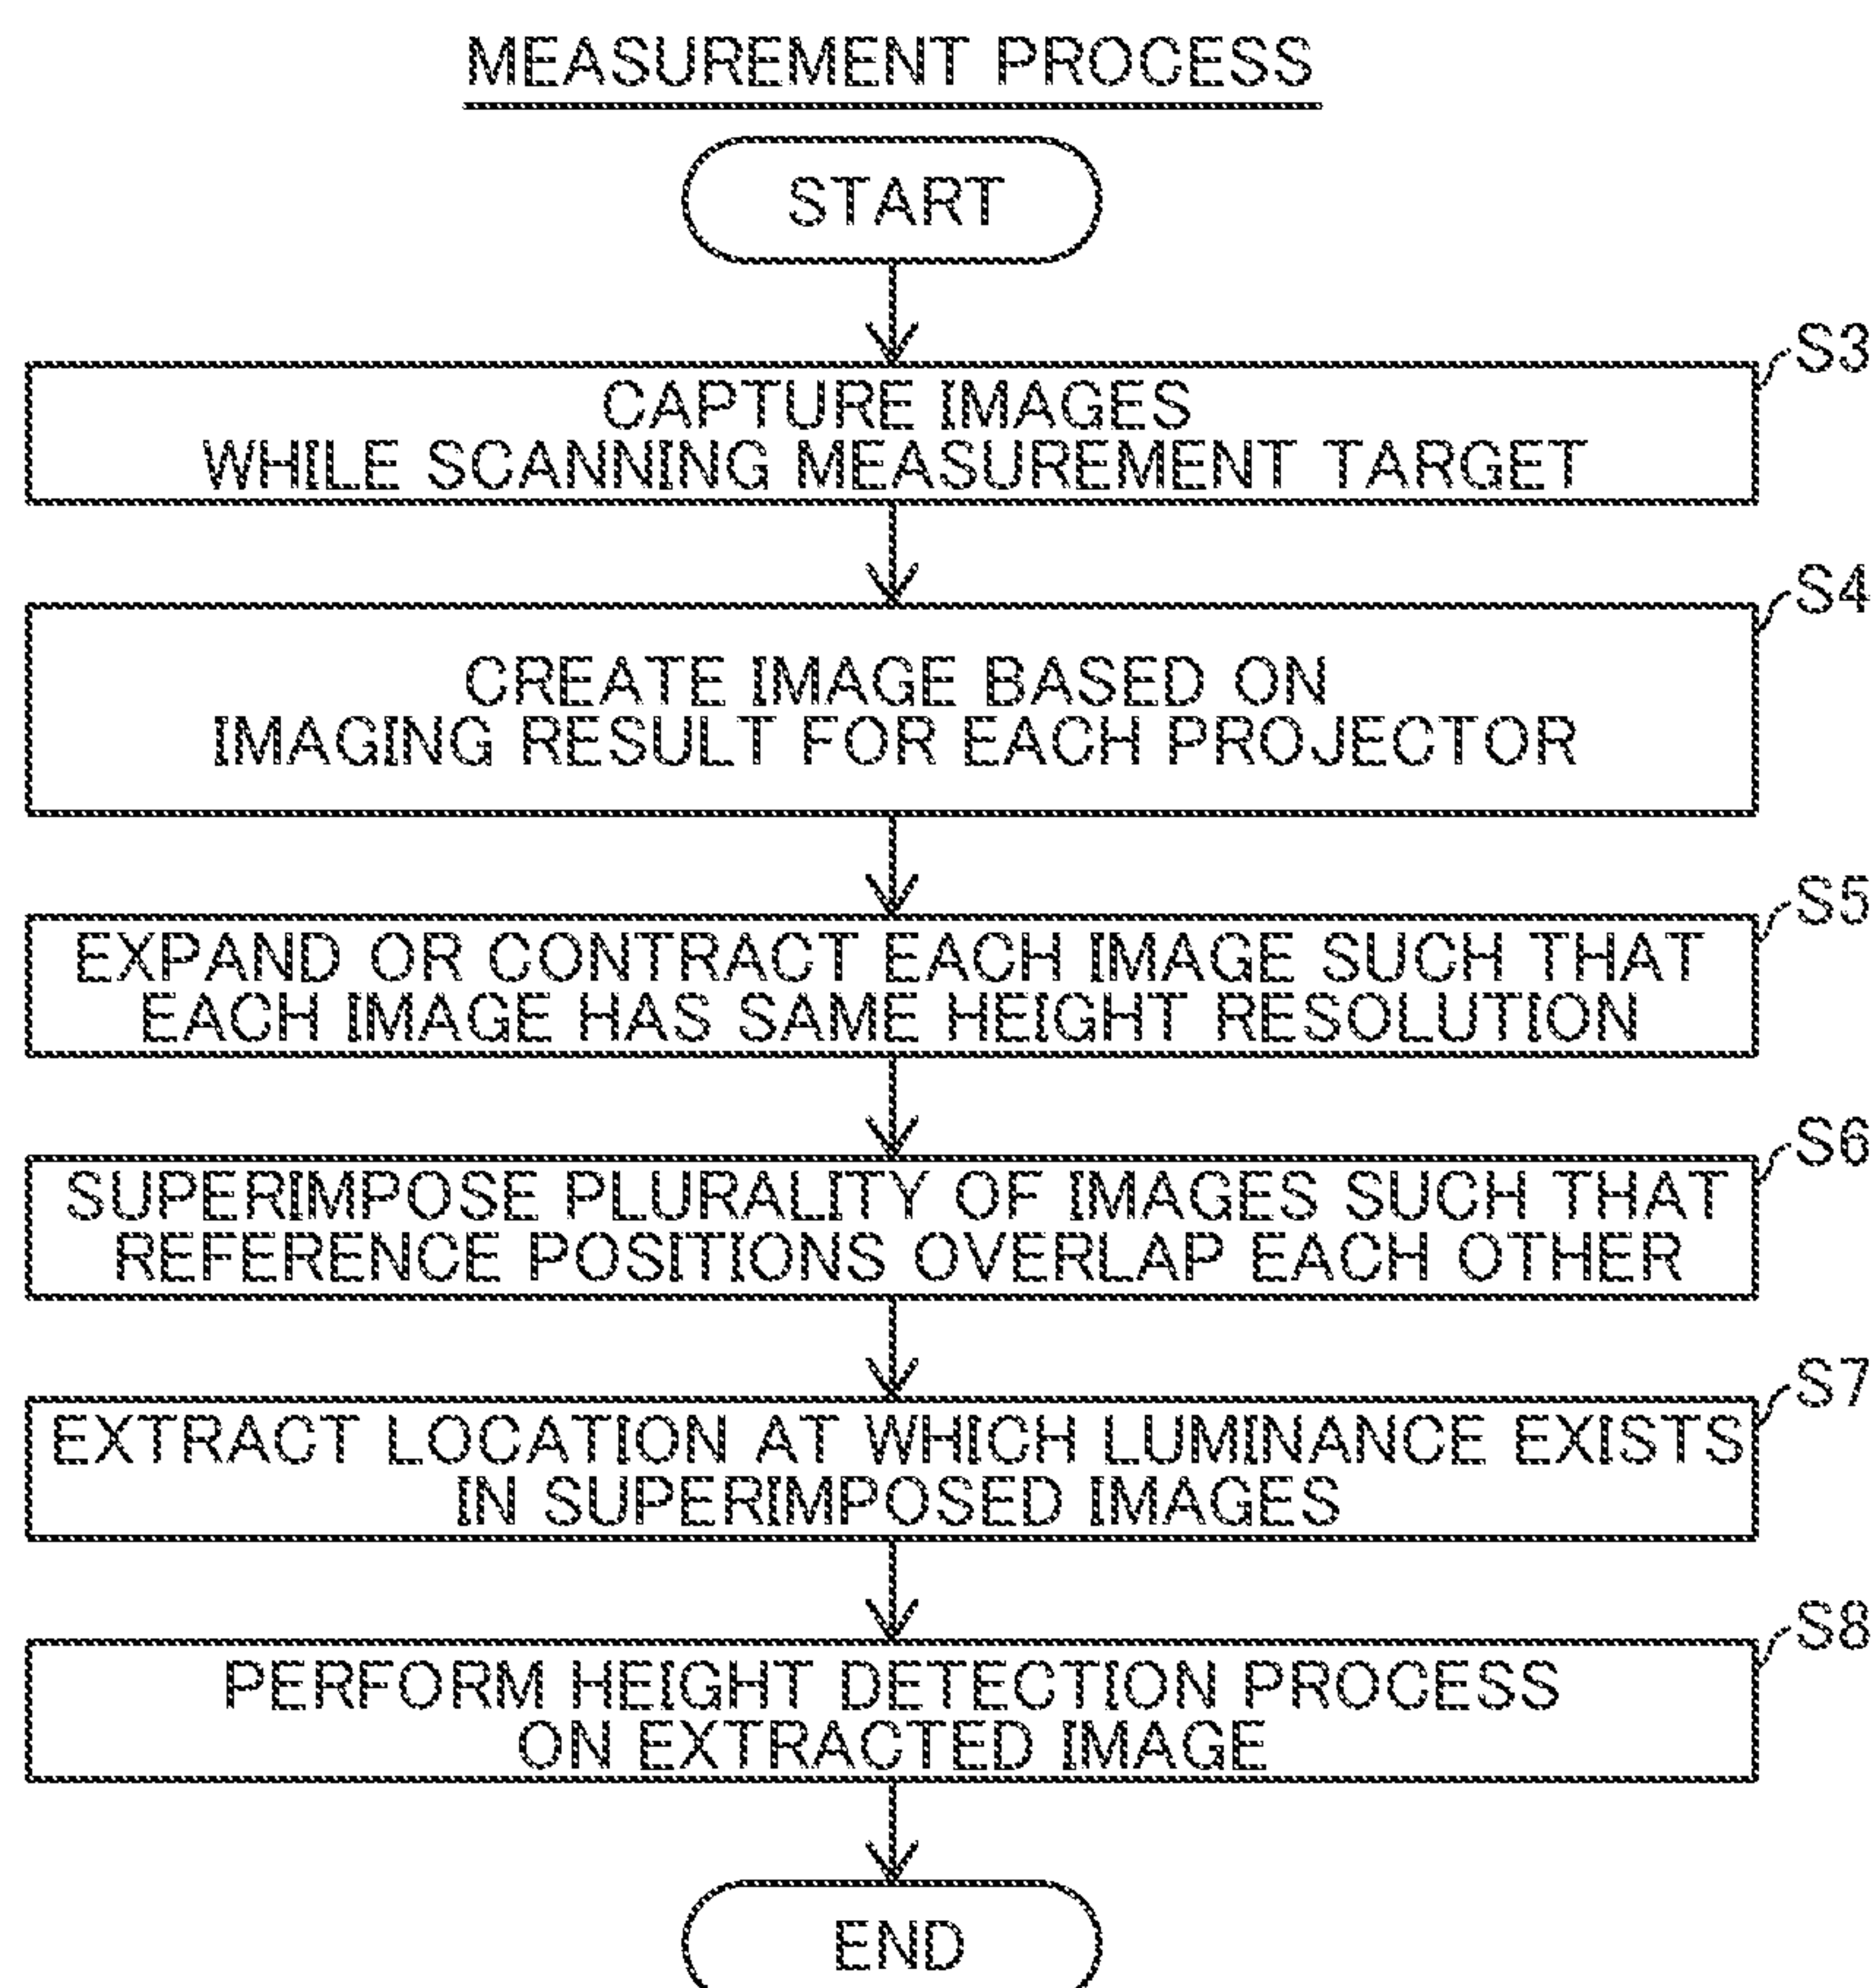 MEASUREMENT PROCESS
START
S3
CAPTURE IMAGES
WHILE SCANNING MEASUREMENT TARGET
S4
CREATE IMAGE BASED ON
IMAGING RESULT FOR EACH PROJECTOR
S5
EXPAND OR CONTRACT EACH IMAGE SUCH THAT
EACH IMAGE HAS SAME HEIGHT RESOLUTION
S6
SUPERIMPOSE PLURALITY OF IMAGES SUCH THAT
REFERENCE POSITIONS OVERLAP EACH OTHER
S7
EXTRACT LOCATION AT WHICH LUMINANCE EXISTS
IN SUPERIMPOSED IMAGES
S8
PERFORM HEIGHT DETECTION PROCESS
ON EXTRACTED IMAGE
END